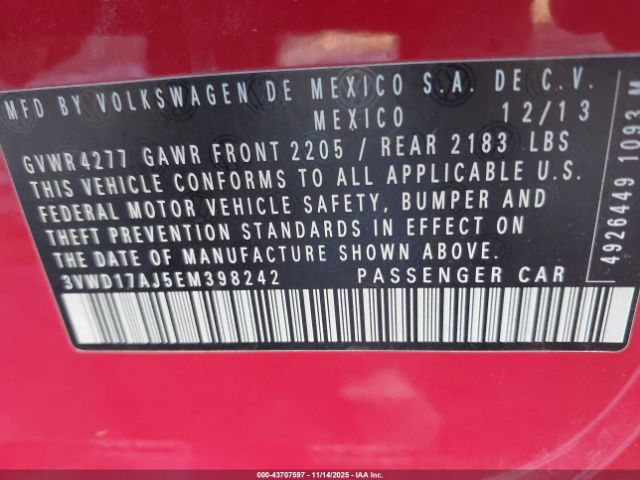 MFD BY VOLKSWAGEN DE MEXICO S.A. DE C.V.
MEXICO 12/13
GVWR 4277 GAWR FRONT 2205 / REAR 2183 LBS
THIS VEHICLE CONFORMS TO ALL APPLICABLE U.S.
FEDERAL MOTOR VEHICLE SAFETY, BUMPER AND
THEFT PREVENTION STANDARDS IN EFFECT ON
THE DATE OF MANUFACTURE SHOWN ABOVE.
3VWD17AJ5EM398242 PASSENGER CAR
4926449 1093 M
000-43707597 - 11/14/2025 - IAAI.COM